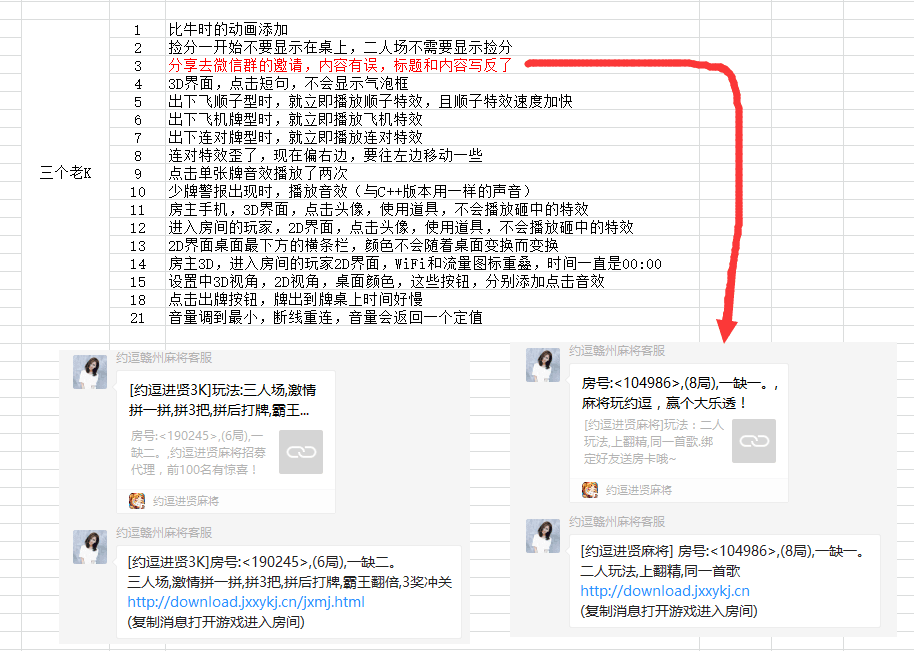 三个老K
1 比牛时的动画添加
2 捡分一开始不要显示在桌上，二人场不需要显示捡分
3 分享去微信群的邀请，内容有误，标题和内容写反了
4 3D界面，点击短句，不会显示气泡框
5 出下飞顺子型时，就立即播放顺子特效，且顺子特效速度加快
6 出下飞机牌型时，就立即播放飞机特效
7 出下连对牌型时，就立即播放连对特效
8 连对特效歪了，现在偏右边，要往左边移动一些
9 点击单张牌音效播放了两次
10 少牌警报出现时，播放音效（与C++版本用一样的声音）
11 房主手机，3D界面，点击头像，使用道具，不会播放砸中的特效
12 进入房间的玩家，2D界面，点击头像，使用道具，不会播放砸中的特效
13 2D界面桌面最下方的横条栏，颜色不会随着桌面变换而变换
14 房主3D，进入房间的玩家2D界面，WiFi和流量图标重叠，时间一直是00:00
15 设置中3D视角，2D视角，桌面颜色，这些按钮，分别添加点击音效
18 点击出牌按钮，牌出到牌桌上时间好慢
21 音量调到最小，断线重连，音量会返回一个定值
约逗赣州麻将客服
[约逗进贤3K]玩法:三人场,激情
拼一拼,拼3把,拼后打牌,霸王...
房号:<190245>,(6局),一
缺二。,约逗进贤麻将招募
代理，前100名有惊喜！
约逗进贤麻将
约逗赣州麻将客服
[约逗进贤3K]房号:<190245>,(6局),一缺二。
三人场,激情拼一拼,拼3把,拼后打牌,霸王翻倍,3奖冲关
http://download.jxxykj.cn/jxmj.html
(复制消息打开游戏进入房间)
约逗赣州麻将客服
房号:<104986>,(8局),一缺一。,
麻将玩约逗，赢个大乐透！
[约逗进贤麻将]玩法：二人
玩法,上翻精,同一首歌.绑
定好友送房卡哦~
约逗进贤麻将
约逗赣州麻将客服
[约逗进贤麻将] 房号:<104986>,(8局),一缺一。
二人玩法,上翻精,同一首歌
http://download.jxxykj.cn
(复制消息打开游戏进入房间)